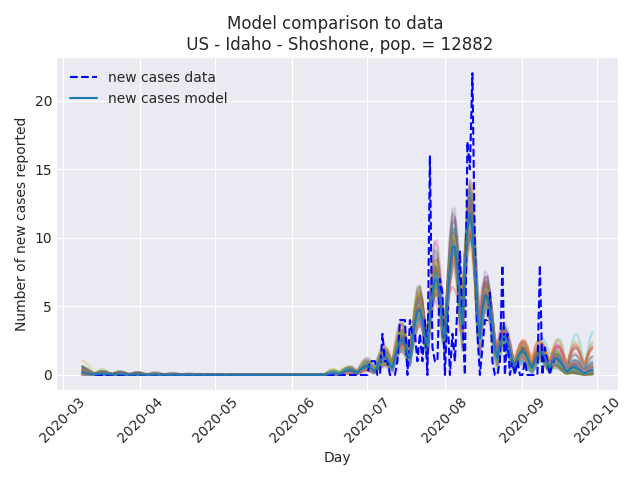 Model comparison to data
US - Idaho - Shoshone, pop. = 12882
new cases data
new cases model
Number of new cases reported
20
15
10
5
0
2020-03
2020-04
2020-05
2020-06
2020-07
2020-08
2020-09
2020-10
Day